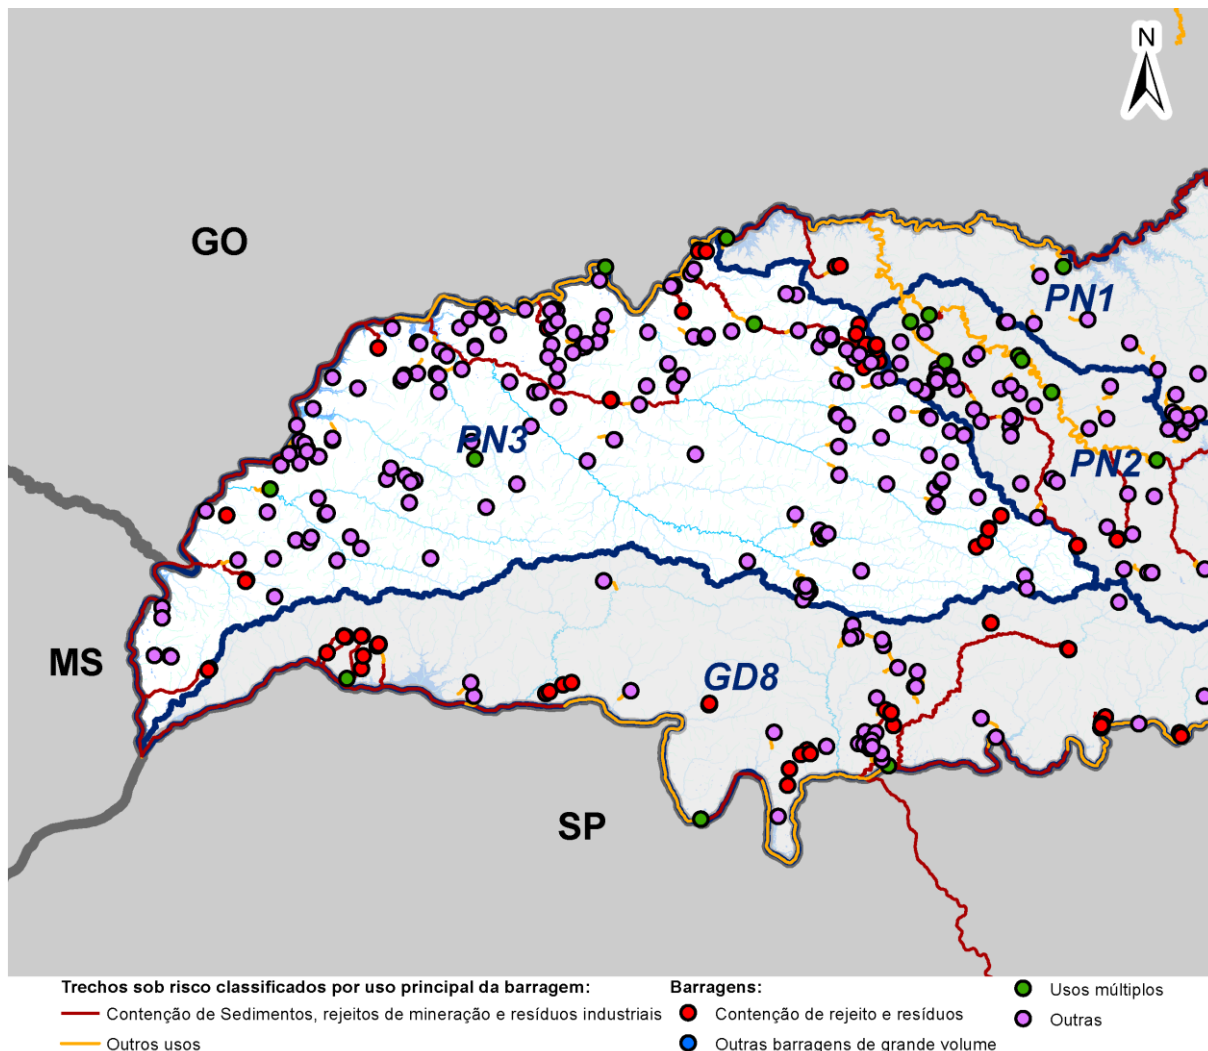 N
GO
PN1
PN3
PN2
MS
GD8
SP
Trechos sob risco classificados por uso principal da barragem:
Contenção de Sedimentos, rejeitos de mineração e resíduos industriais
Outros usos
Barragens:
Contenção de rejeito e resíduos
Outras barragens de grande volume
Usos múltiplos
Outras